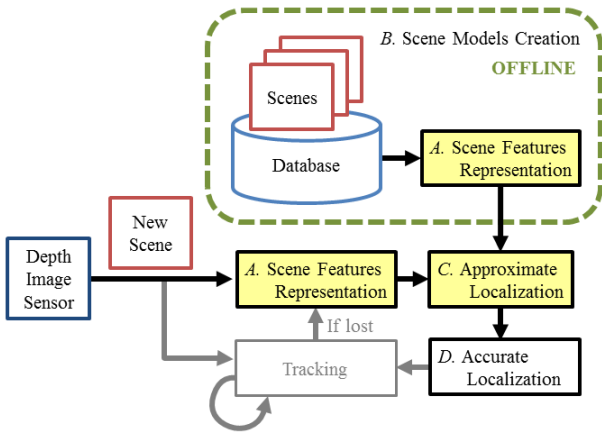 B. Scene Models Creation
OFFLINE
Scenes
Database
A. Scene Features
Representation
New
Scene
Depth
Image
Sensor
A. Scene Features
Representation
C. Approximate
Localization
If lost
Tracking
D. Accurate
Localization